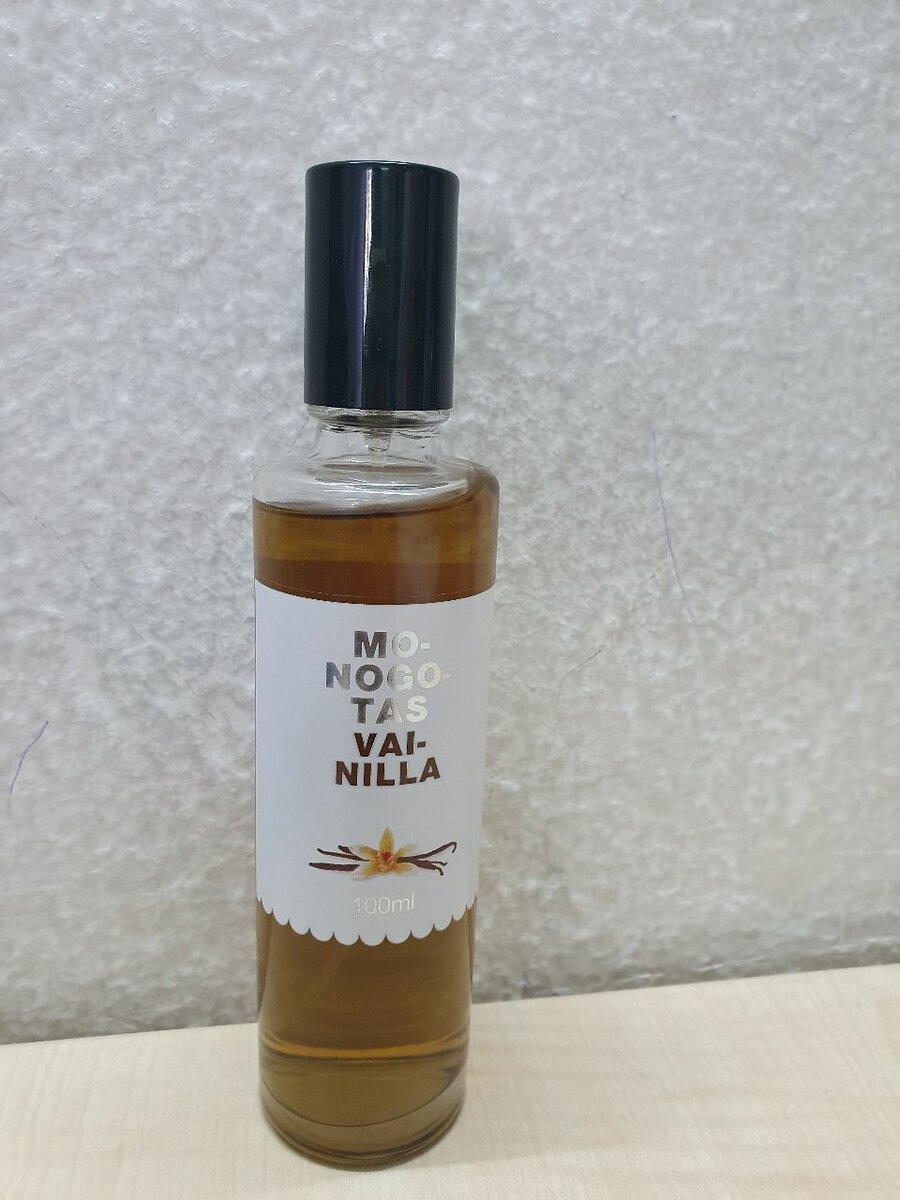 MO-
NOGO-
TAS
VAI-
NILLA
100ml